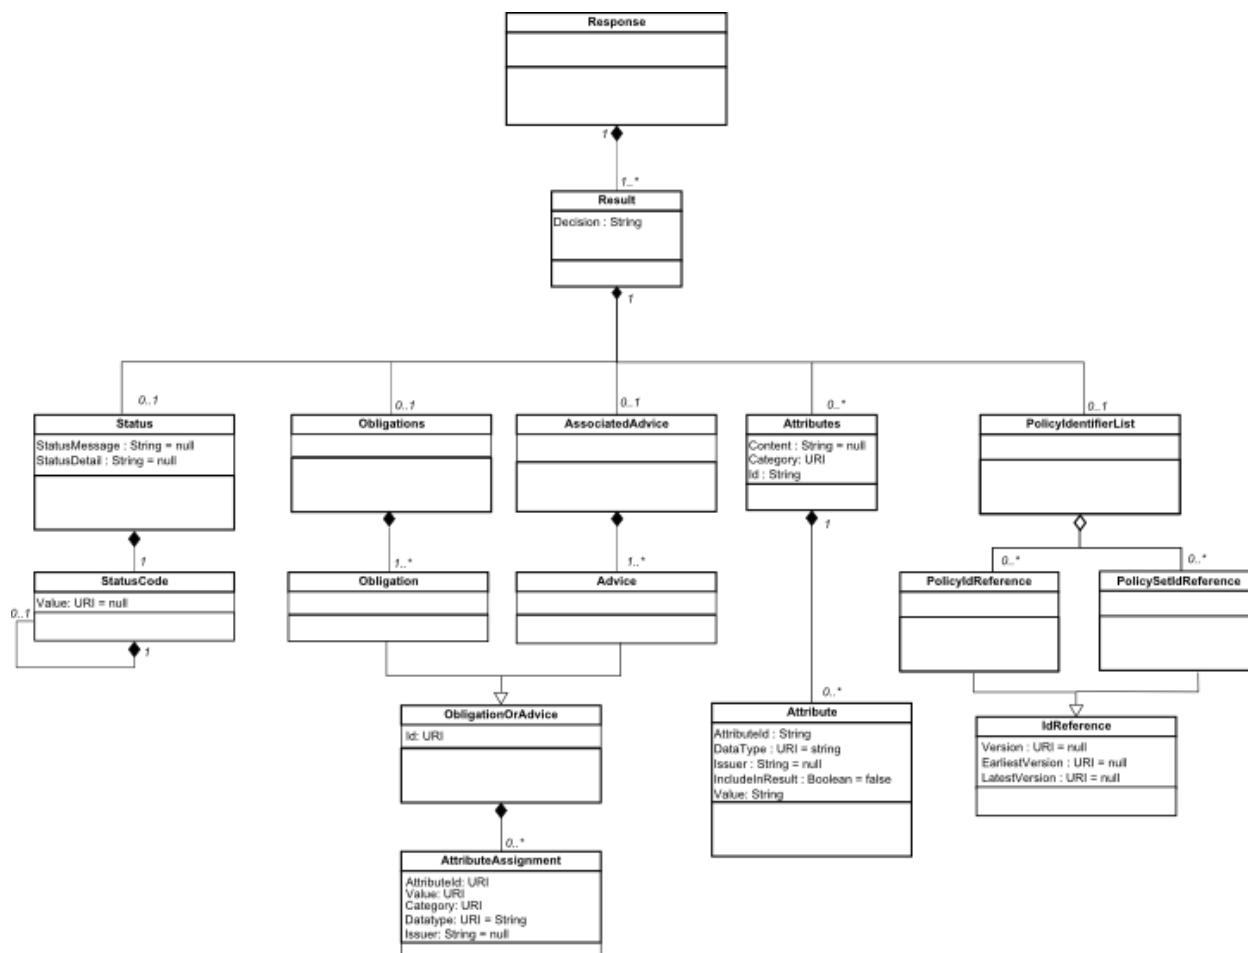 Response
1
1..*
Result
Decision : String
1
0..1
0..1
0..1
0..*
0..1
Status
StatusMessage : String = null
StatusDetail : String = null
Obligations
AssociatedAdvice
Attributes
Content : String = null
Category: URI
Id : String
PolicyIdentifierList
1
1..*
1..*
1
0..*
0..*
StatusCode
Value: URI = null
0..1
1
Obligation
Advice
PolicyIdReference
PolicySetIdReference
ObligationOrAdvice
Id: URI
0..*
Attribute
AttributeId : String
DataType : URI = string
Issuer : String = null
IncludeInResult : Boolean = false
Value: String
IdReference
Version : URI = null
EarliestVersion : URI = null
LatestVersion : URI = null
0..*
AttributeAssignment
AttributeId: URI
Value: URI
Category: URI
Datatype: URI = String
Issuer: String = null